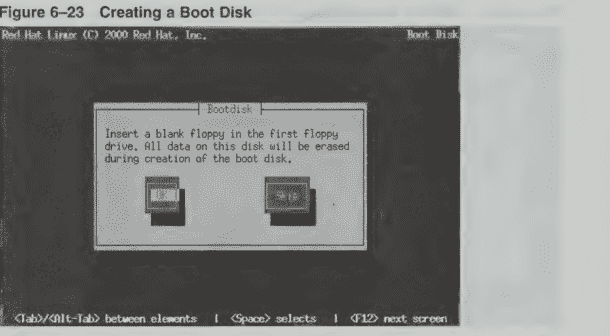 Figure 6–23 Creating a Boot Disk
Red Hat Linux (C) 2000 Red Hat, Inc. Boot Disk
Bootdisk
Insert a blank floppy in the first floppy
drive. All data on this disk will be erased
during creation of the boot disk.
Skip
<Tab>/<Alt-Tab> between elements | <Space> selects | <F12> next screen